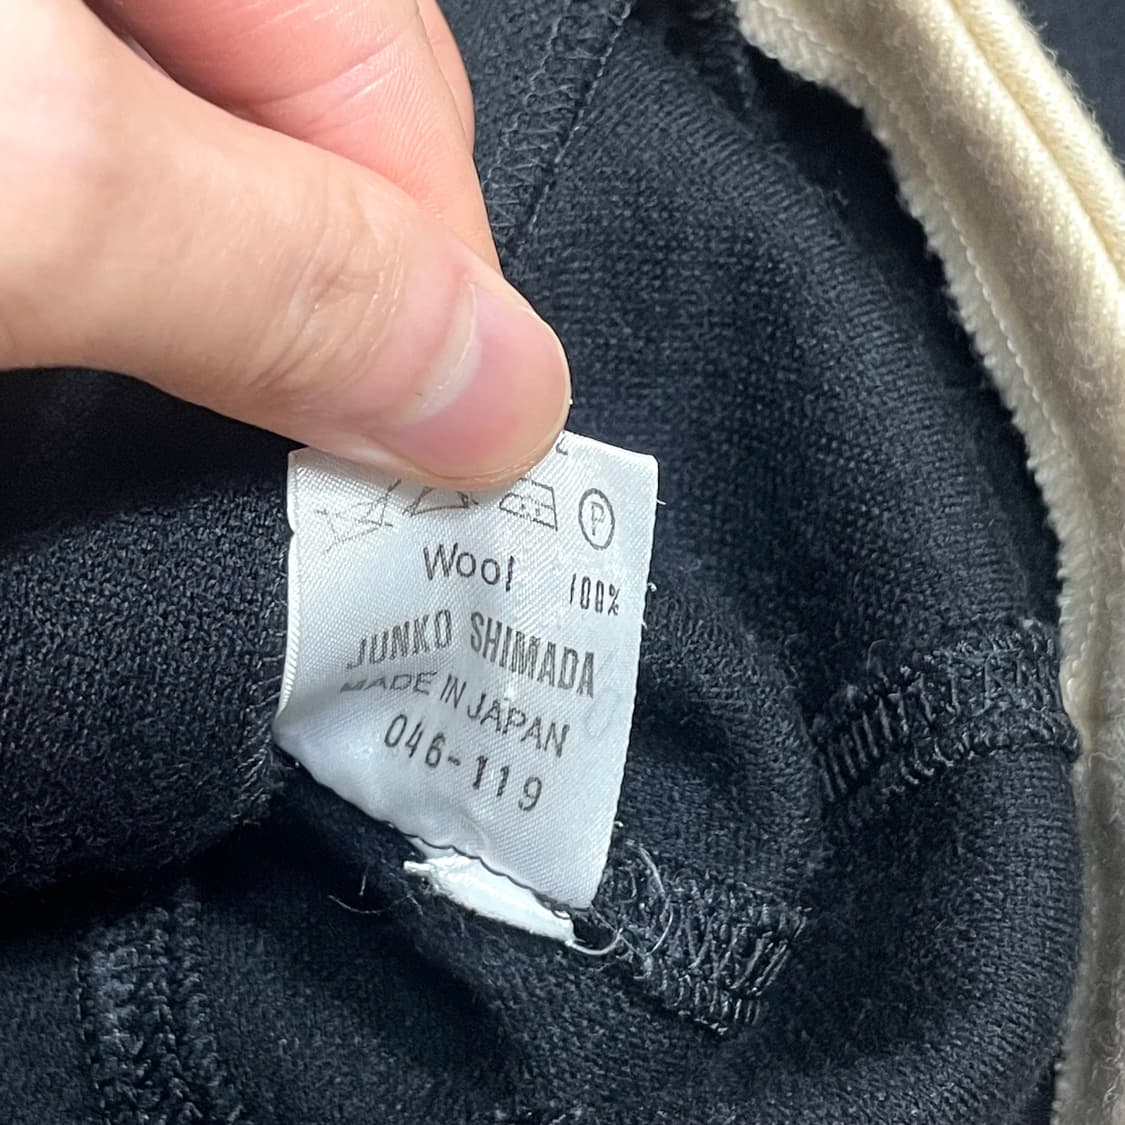 P
Wool 100%
JUNKO SHIMADA
MADE IN JAPAN
046-119